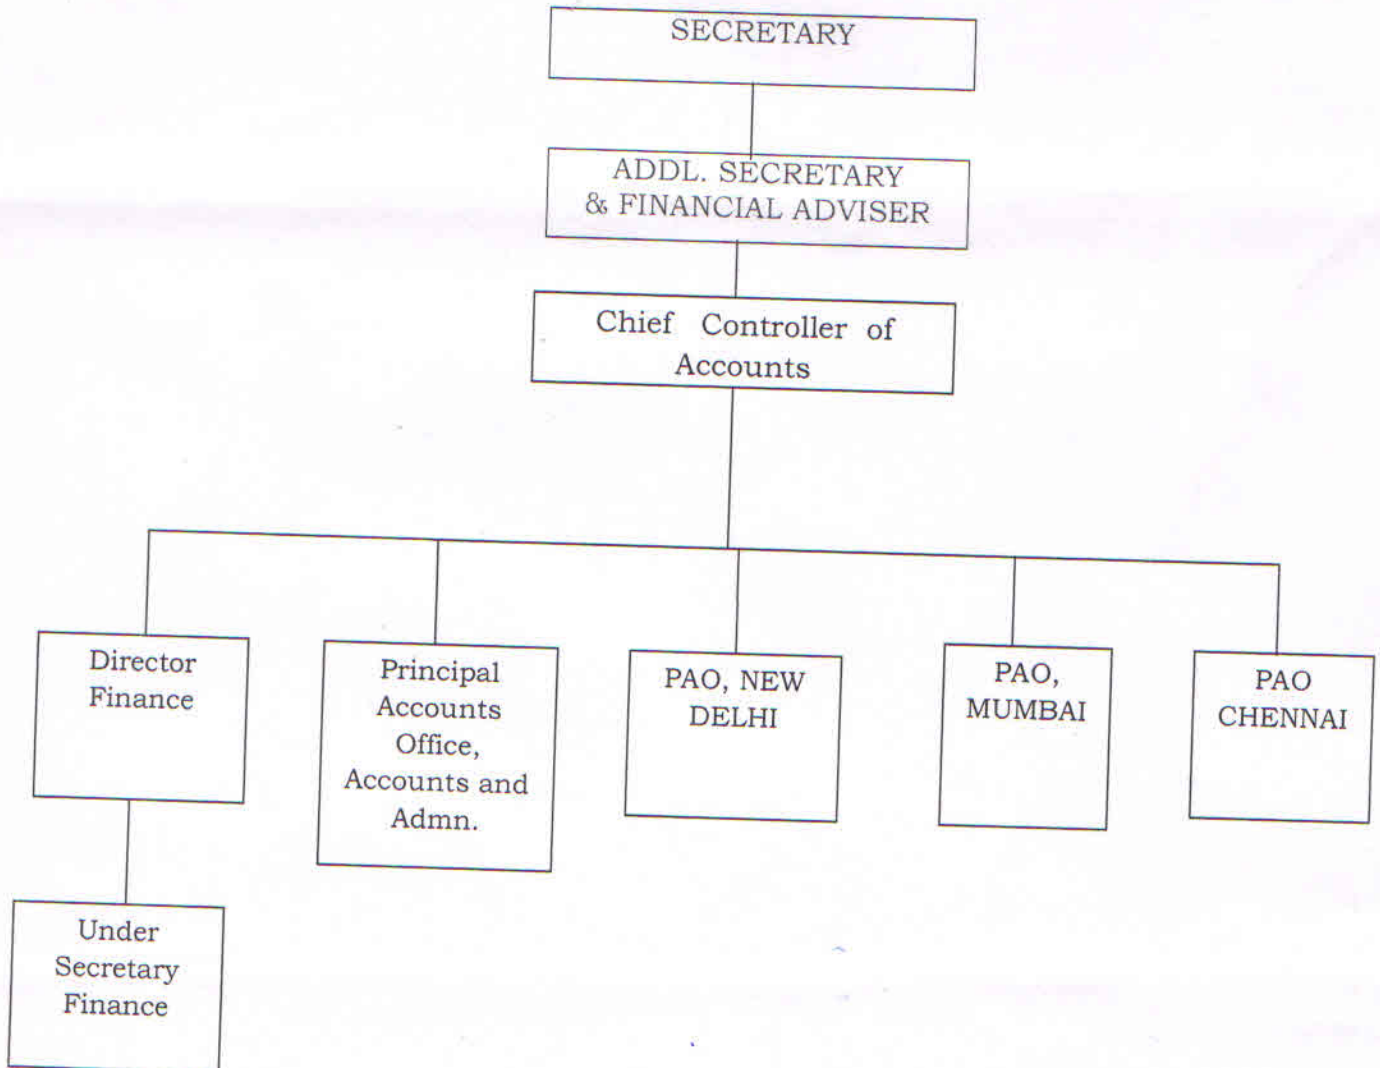 SECRETARY
ADDL. SECRETARY
& FINANCIAL ADVISER
Chief Controller of
Accounts
Director
Finance
Principal
Accounts
Office,
Accounts and
Admn.
PAO, NEW
DELHI
PAO,
MUMBAI
PAO
CHENNAI
Under
Secretary
Finance